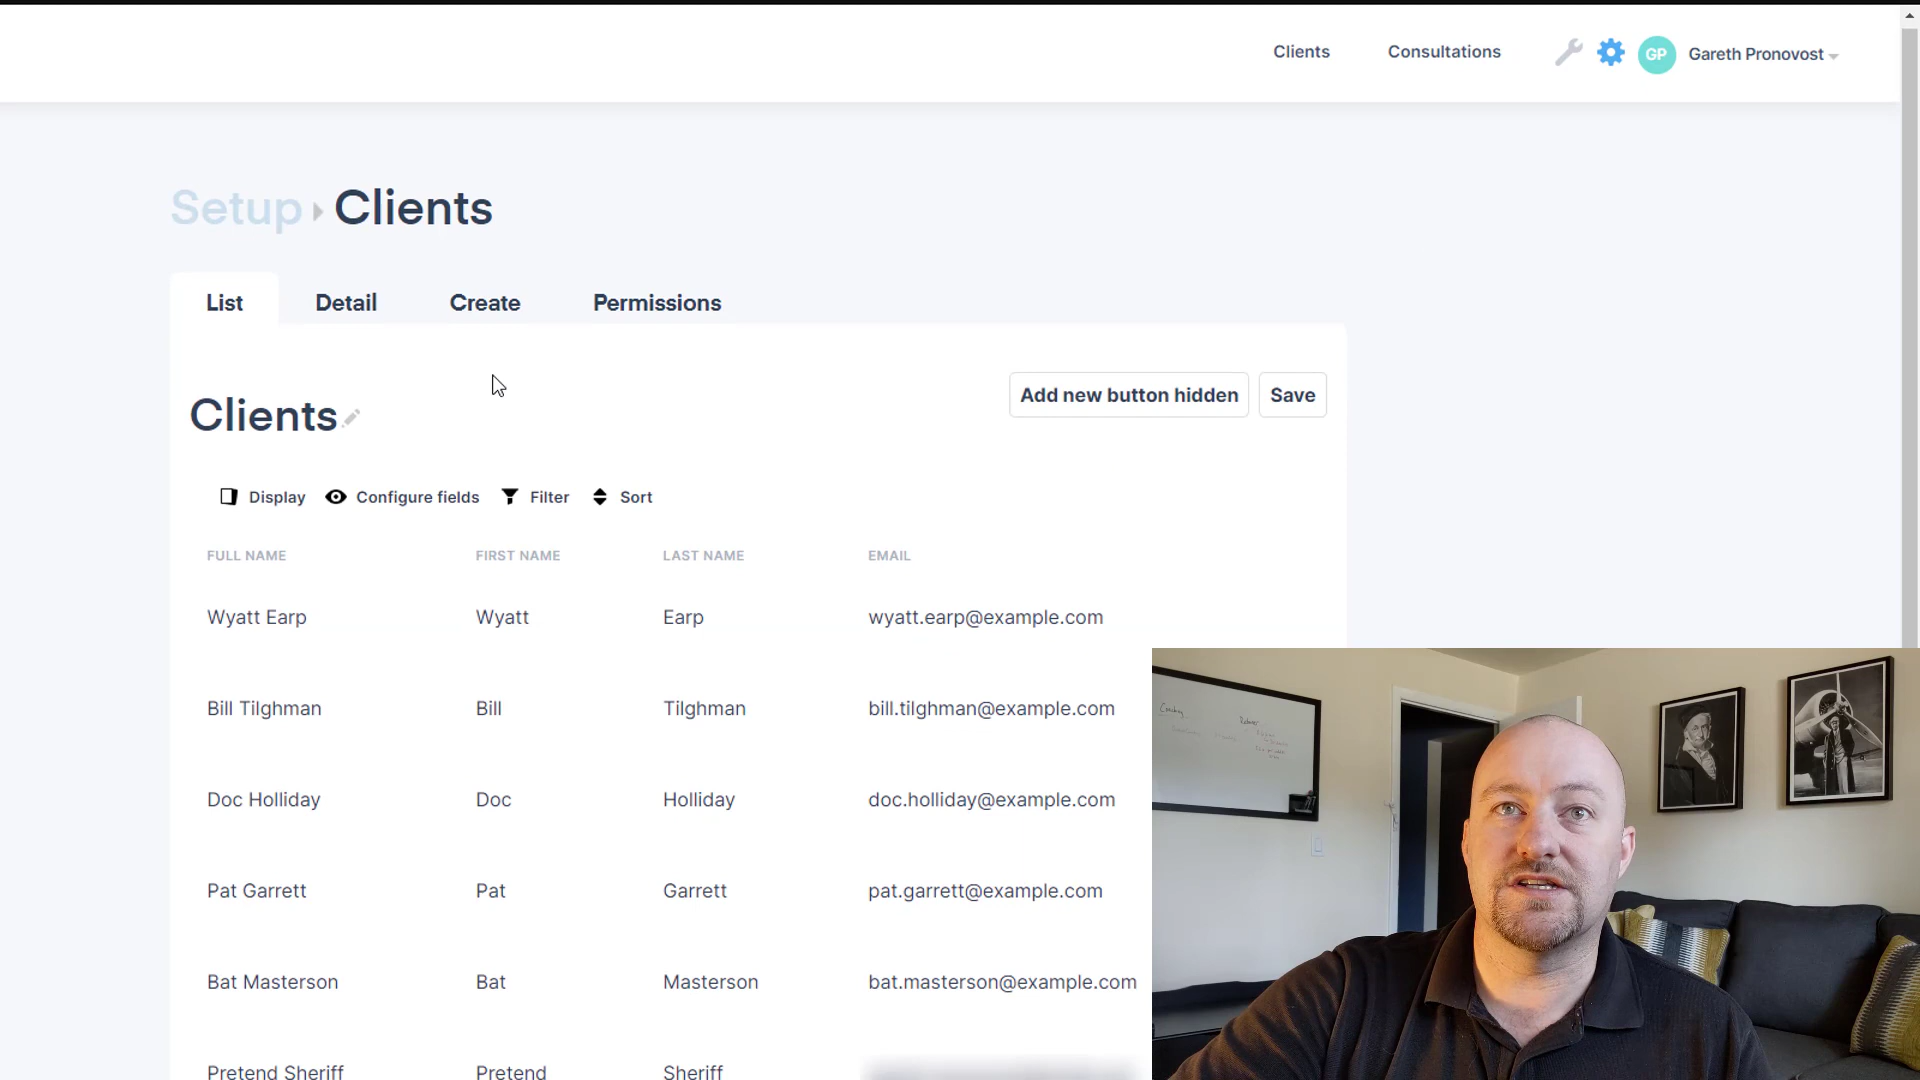 Clients Consultations GP Gareth Pronovost
Setup Clients
List Detail Create Permissions
Clients
Add new button hidden Save
Display Configure fields Filter Sort
FULL NAME FIRST NAME LAST NAME EMAIL
Wyatt Earp Wyatt Earp wyatt.earp@example.com
Bill Tilghman Bill Tilghman bill.tilghman@example.com
Doc Holliday Doc Holliday doc.holliday@example.com
Pat Garrett Pat Garrett pat.garrett@example.com
Bat Masterson Bat Masterson bat.masterson@example.com
Pretend Sheriff Pretend Sheriff